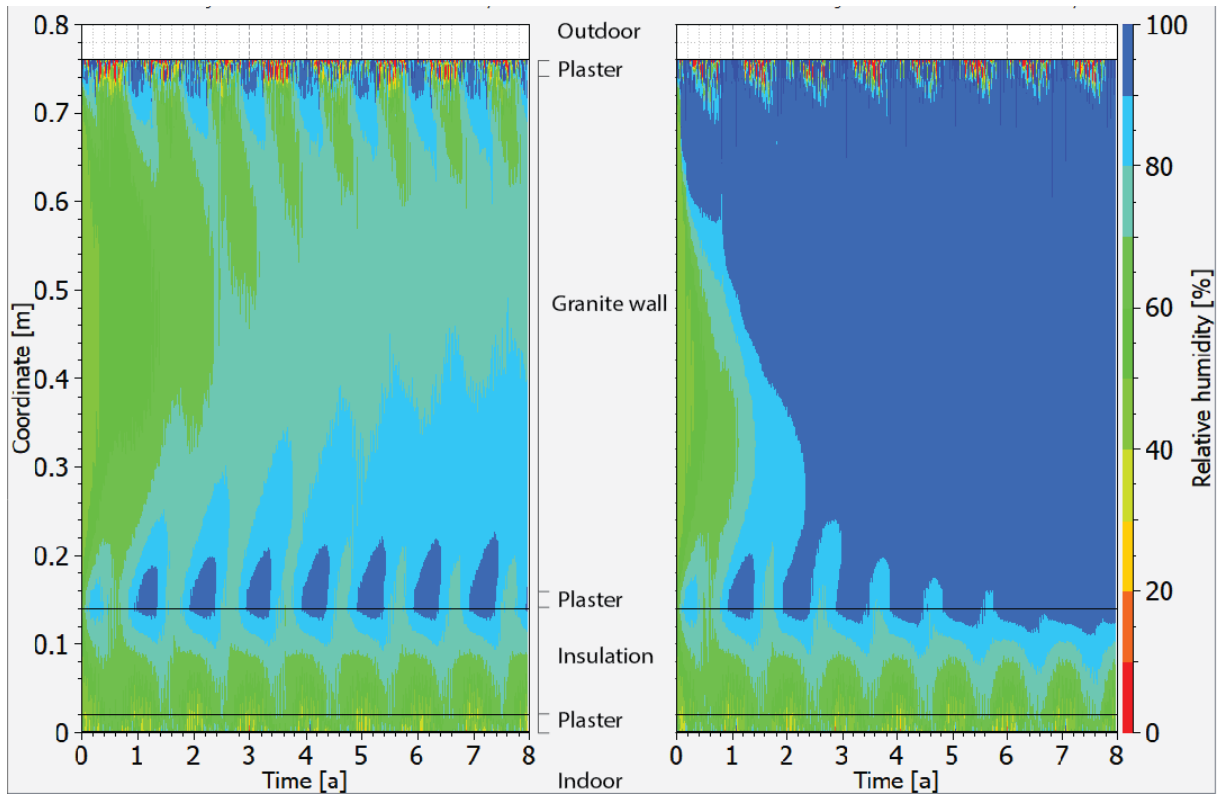 0.8
0.7
0.6
0.5
0.4
0.3
0.2
0.1
0
Coordinate [m]
0 1 2 3 4 5 6 7 8
Time [a]
Outdoor
Plaster
Granite wall
Plaster
Insulation
Plaster
Indoor
0 1 2 3 4 5 6 7 8
Time [a]
100
80
60
40
20
0
Relative humidity [%]